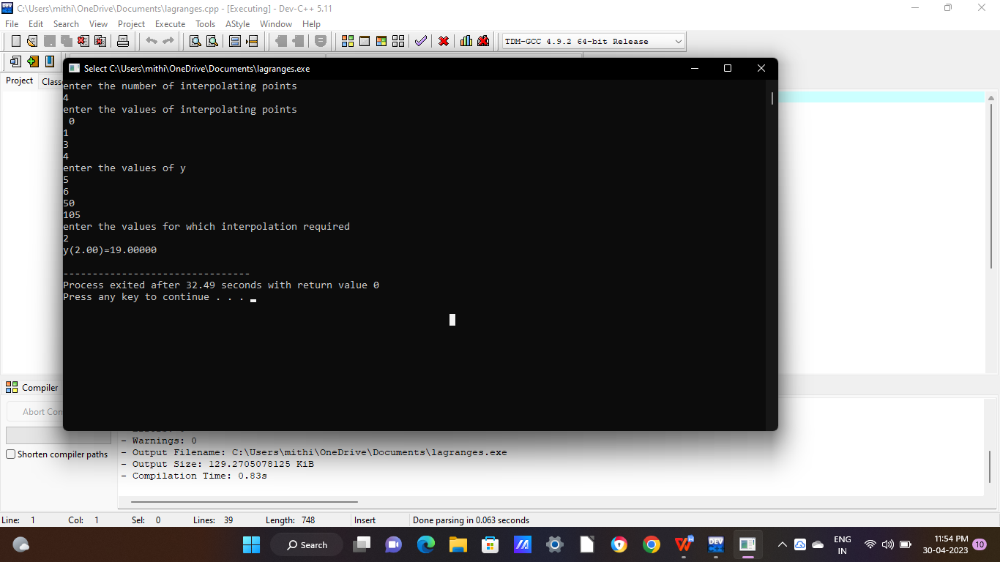 C:\Users\mithi\OneDrive\Documents\lagranges.cpp - [Executing] - Dev-C++ 5.11
File Edit Search View Project Execute Tools AStyle Window Help
TDM-GCC 4.9.2 64-bit Release
Project
Select C:\Users\mithi\OneDrive\Documents\lagranges.exe
enter the number of interpolating points
4
enter the values of interpolating points
0
1
3
4
enter the values of y
5
6
50
105
enter the values for which interpolation required
2
y(2.00)=19.00000
--------------------------------
Process exited after 32.49 seconds with return value 0
Press any key to continue . . .
Compiler
Abort
Shorten compiler paths
- Warnings: 0
- Output Filename: C:\Users\mithi\OneDrive\Documents\lagranges.exe
- Output Size: 129.2705078125 KiB
- Compilation Time: 0.83s
Line: 1 Col: 1 Sel: 0 Lines: 39 Length: 748 Insert Done parsing in 0.063 seconds
Search
DEV
ENG
IN
11:54 PM
30-04-2023
10